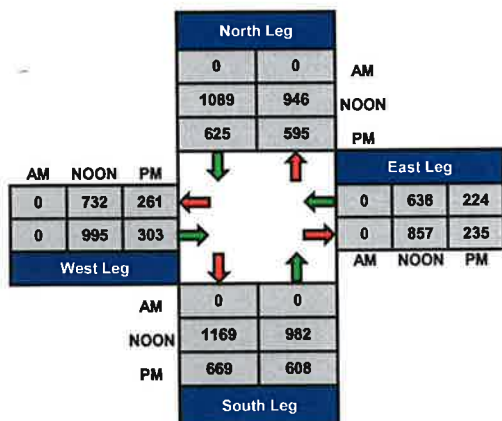 North Leg
0 0 AM
1089 946 NOON
625 595 PM
AM NOON PM
East Leg
0 732 261
0 638 224
0 995 303
0 857 235
West Leg
AM NOON PM
AM 0 0
NOON 1169 982
PM 669 608
South Leg